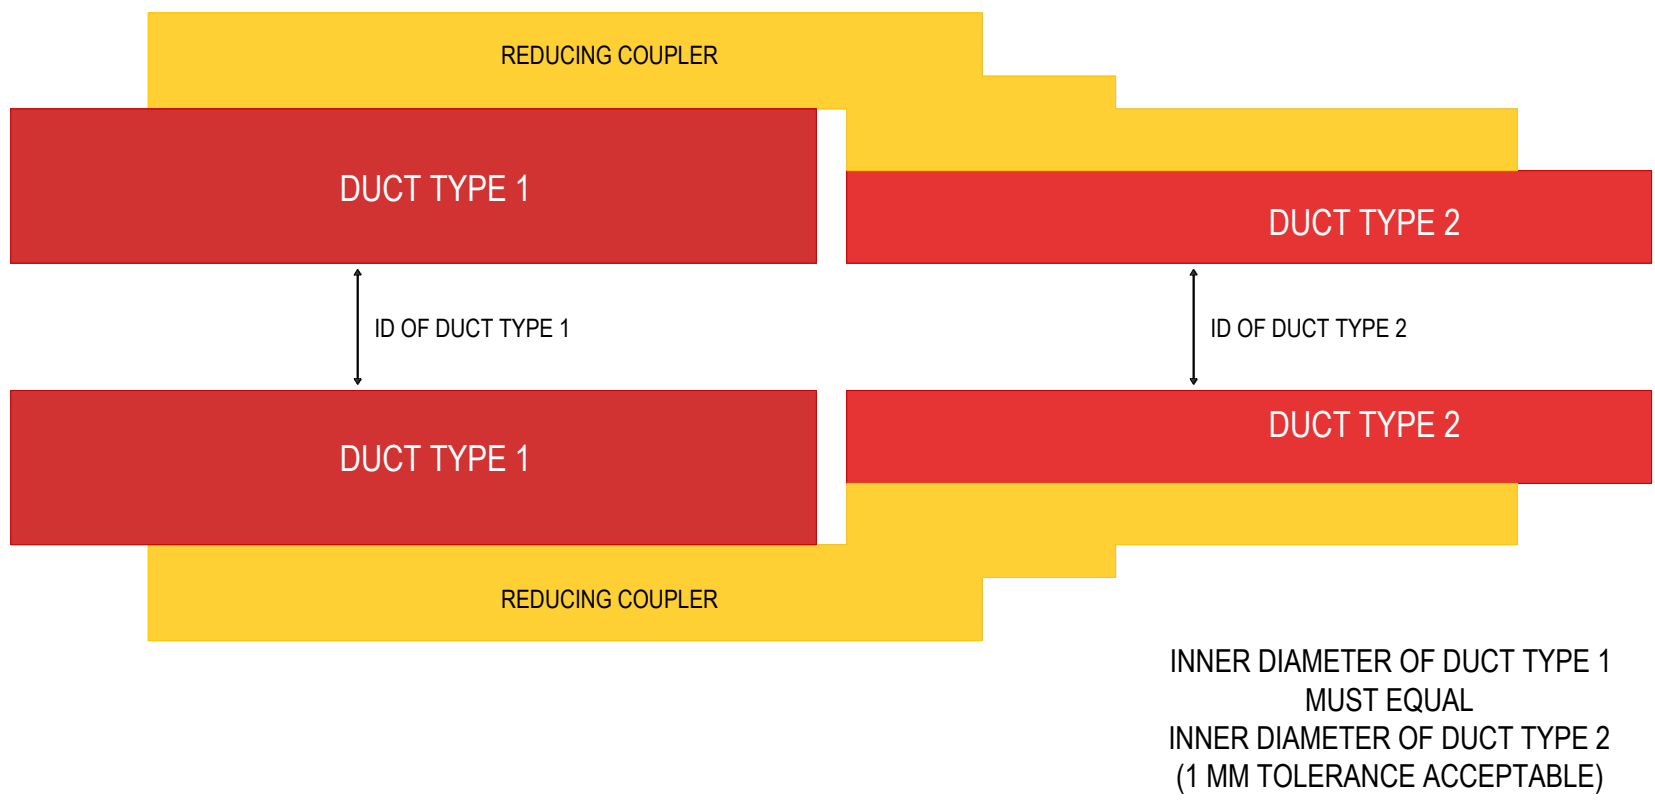 REDUCING COUPLER
DUCT TYPE 1
DUCT TYPE 2
ID OF DUCT TYPE 1
ID OF DUCT TYPE 2
DUCT TYPE 2
DUCT TYPE 1
REDUCING COUPLER
INNER DIAMETER OF DUCT TYPE 1
MUST EQUAL
INNER DIAMETER OF DUCT TYPE 2
(1 MM TOLERANCE ACCEPTABLE)